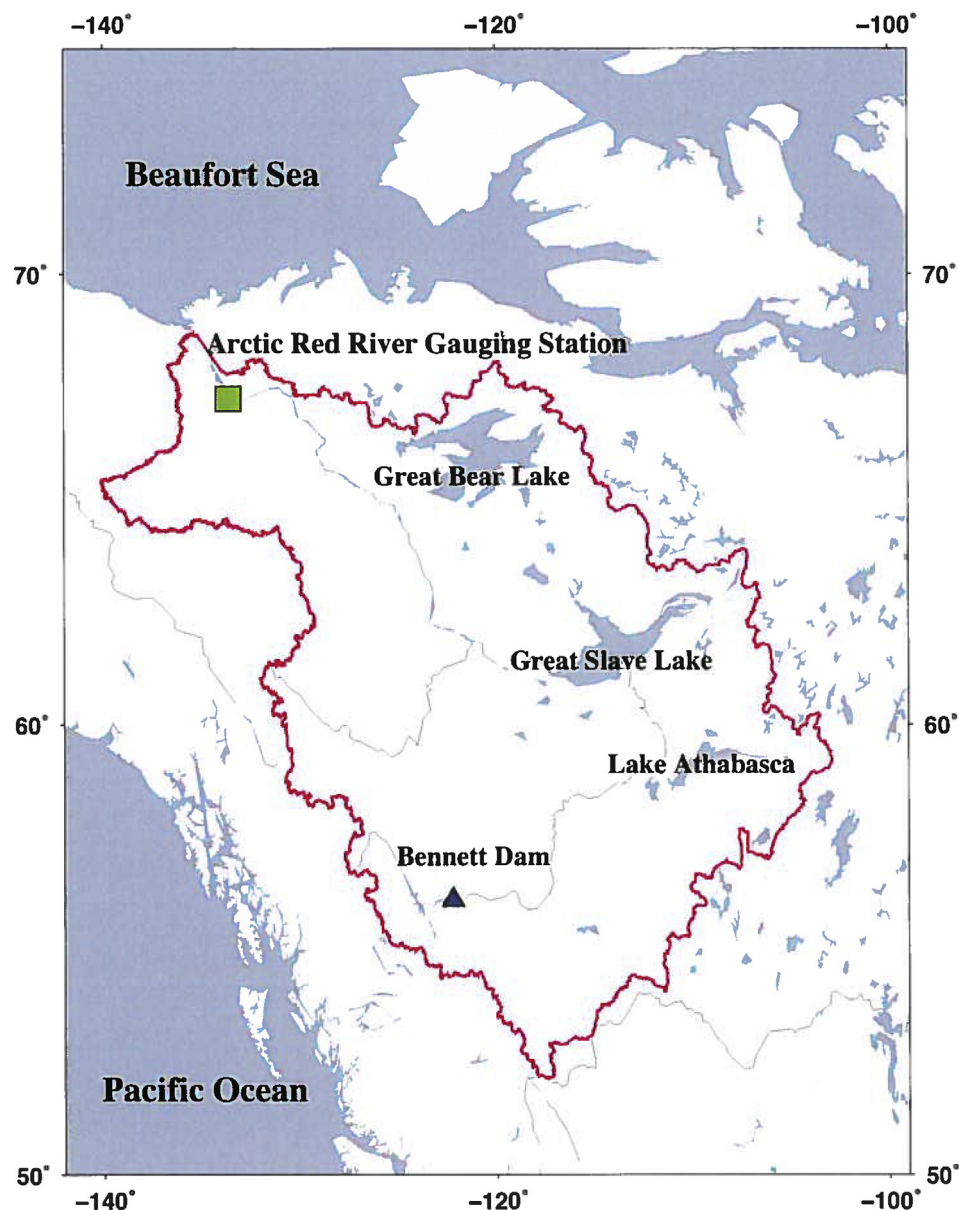 -140° -120° -100°
Beaufort Sea
70° 70°
Arctic Red River Gauging Station
Great Bear Lake
Great Slave Lake
60° 60°
Lake Athabasca
Bennett Dam
Pacific Ocean
50° 50°
-140° -120° -100°